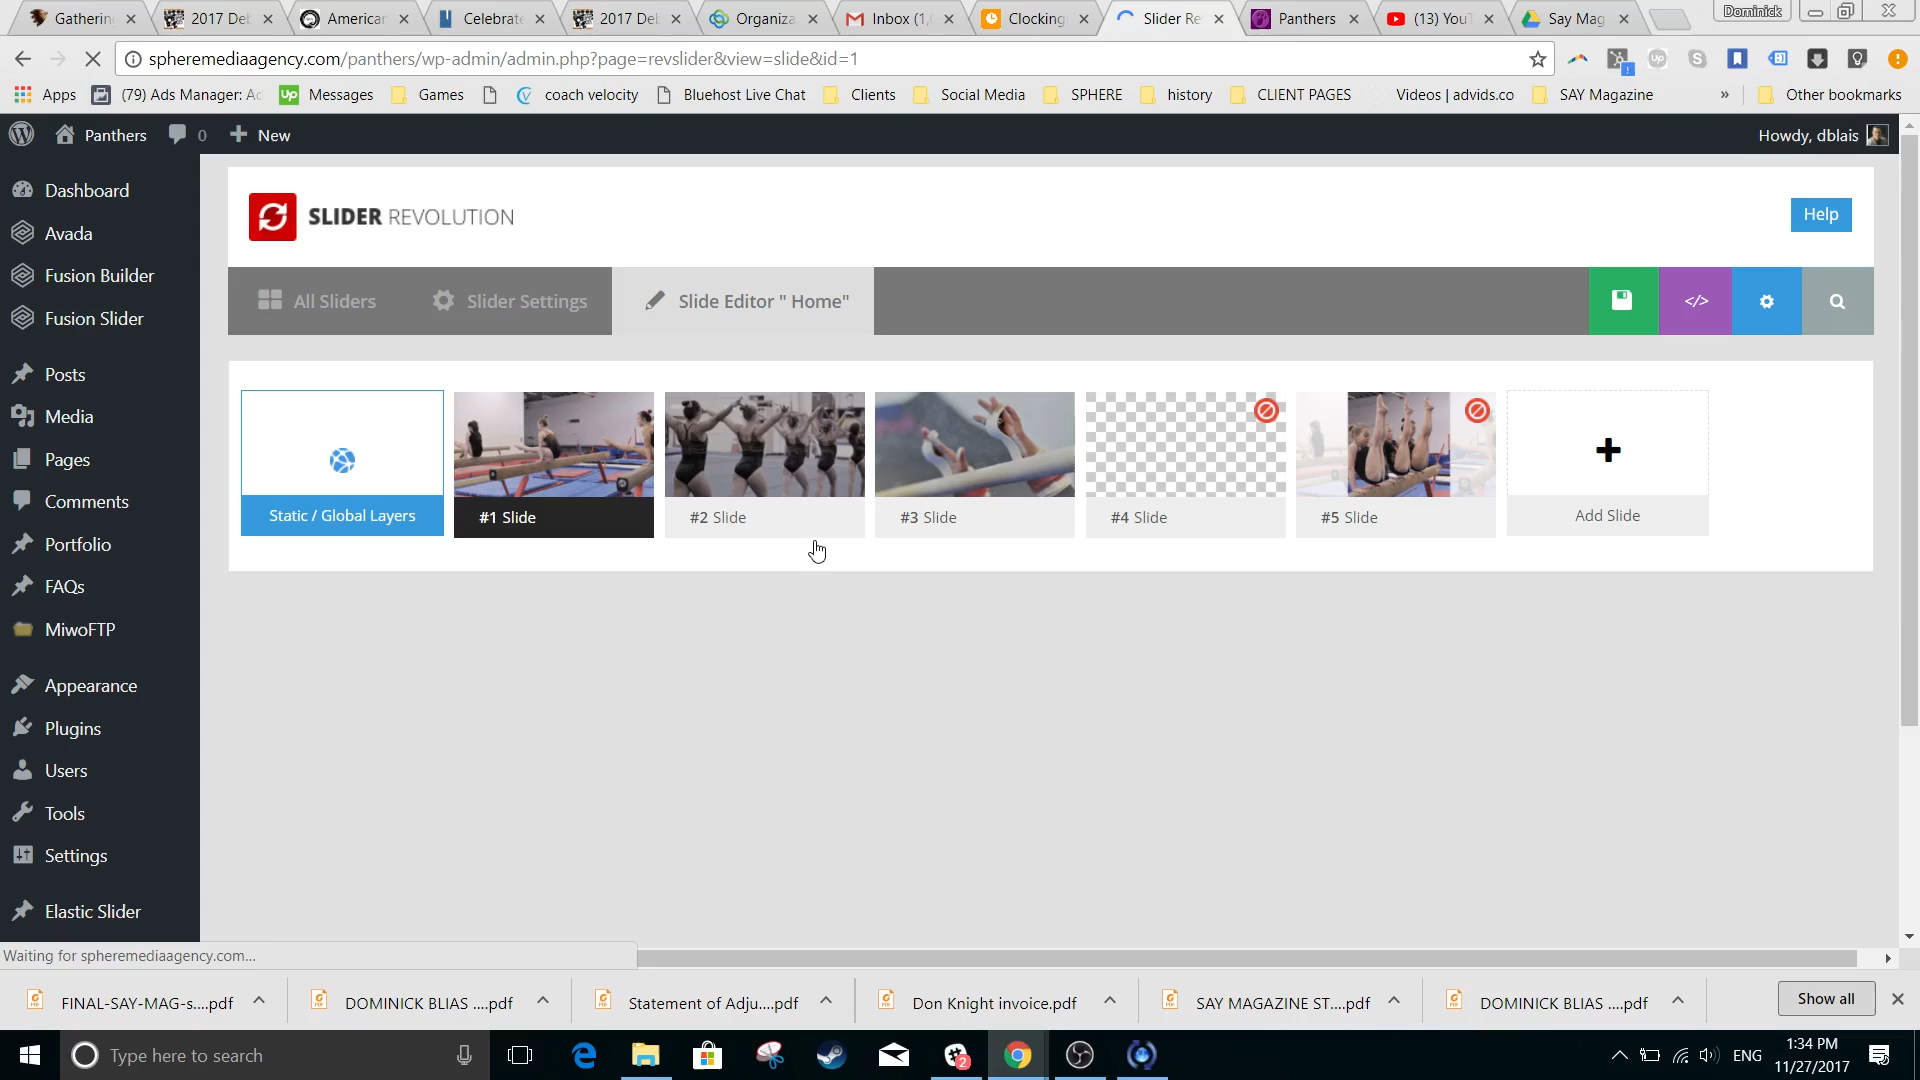 Gathering
2017 De
American
Celebrate
2017 De
Organiza
Inbox (1,
Clocking
Slider Re
Panthers
(13) You
Say Mag
Dominick
spheremediaagency.com/panthers/wp-admin/admin.php?page=revslider&view=slide&id=1
Apps
(79) Ads Manager: Ad
Messages
Games
coach velocity
Bluehost Live Chat
Clients
Social Media
SPHERE
history
CLIENT PAGES
Videos | advids.co
SAY Magazine
»
Other bookmarks
Panthers
0
New
Howdy, dblais
Dashboard
Avada
Fusion Builder
Fusion Slider
Posts
Media
Pages
Comments
Portfolio
FAQs
MiwoFTP
Appearance
Plugins
Users
Tools
Settings
Elastic Slider
SLIDER REVOLUTION
Help
All Sliders
Slider Settings
Slide Editor " Home"
</>
Static / Global Layers
#1 Slide
#2 Slide
#3 Slide
#4 Slide
#5 Slide
Add Slide
Waiting for spheremediaagency.com...
FINAL-SAY-MAG-s....pdf
DOMINICK BLIAS ....pdf
Statement of Adju....pdf
Don Knight invoice.pdf
SAY MAGAZINE ST....pdf
DOMINICK BLIAS ....pdf
Show all
Type here to search
2
ENG
1:34 PM
11/27/2017